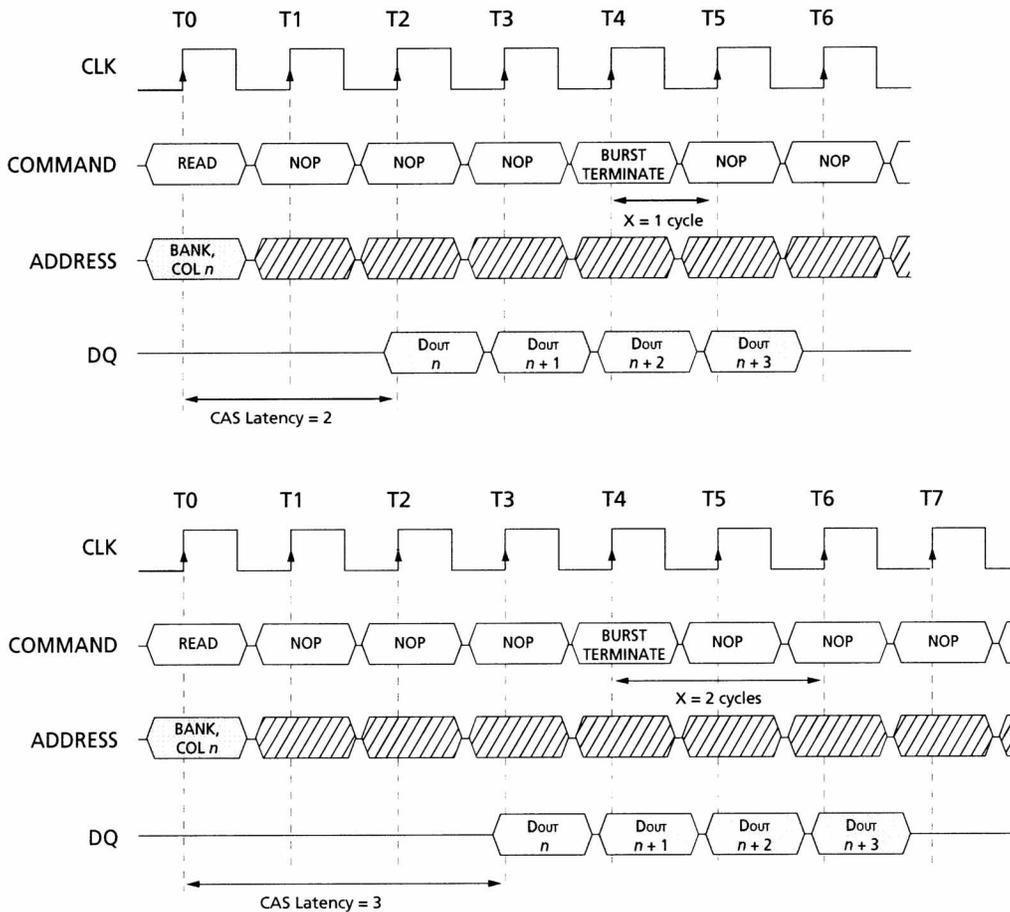 T0 T1 T2 T3 T4 T5 T6
CLK
COMMAND READ NOP NOP NOP BURST TERMINATE NOP NOP
X = 1 cycle
ADDRESS BANK, COL n
DQ DOUT n DOUT n + 1 DOUT n + 2 DOUT n + 3
CAS Latency = 2
T0 T1 T2 T3 T4 T5 T6 T7
CLK
COMMAND READ NOP NOP NOP BURST TERMINATE NOP NOP NOP
X = 2 cycles
ADDRESS BANK, COL n
DQ DOUT n DOUT n + 1 DOUT n + 2 DOUT n + 3
CAS Latency = 3